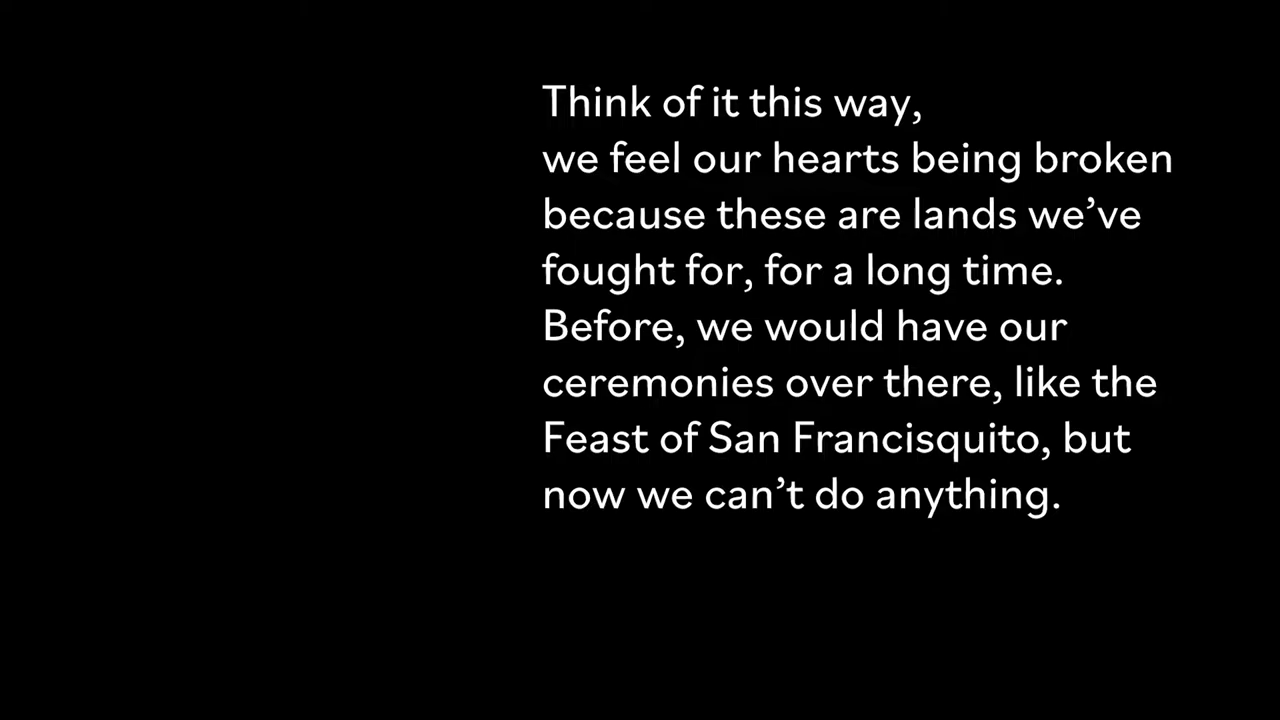 Think of it this way,
we feel our hearts being broken
because these are lands we’ve
fought for, for a long time.
Before, we would have our
ceremonies over there, like the
Feast of San Francisquito, but
now we can’t do anything.